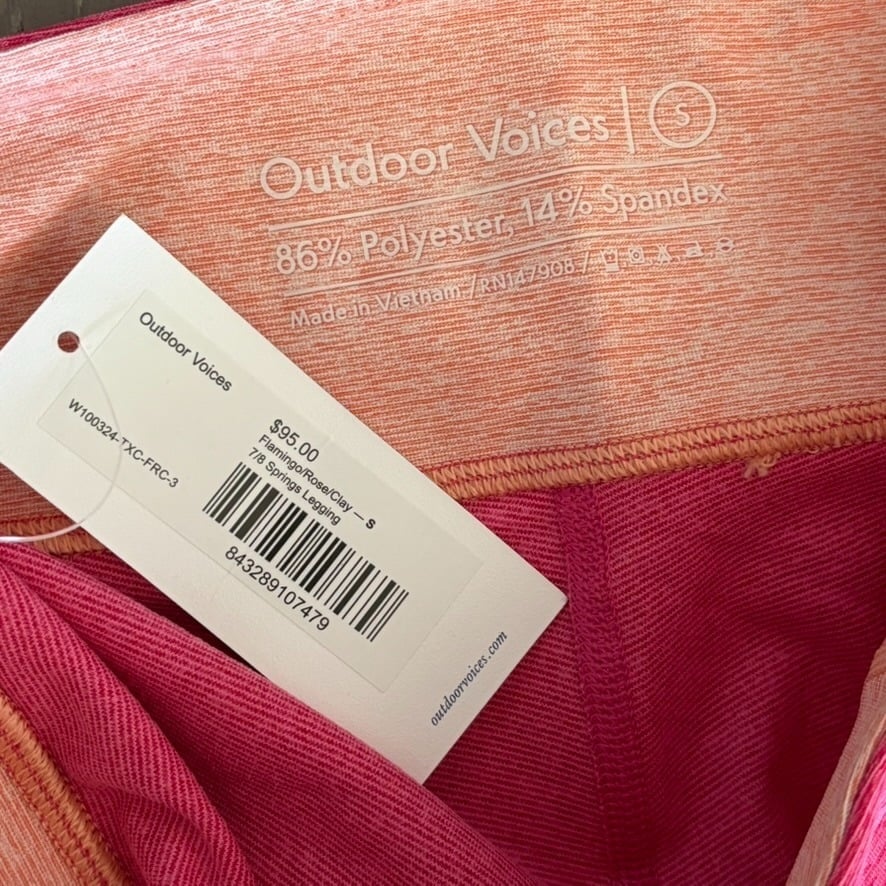 Outdoor Voices | S
86% Polyester, 14% Spandex
Made in Vietnam / RN147908 /
Outdoor Voices
W100324-TXC-FRC-3
$95.00
Flamingo/Rose/Clay — S
7/8 Springs Legging
843289107479
outdoorvoices.com